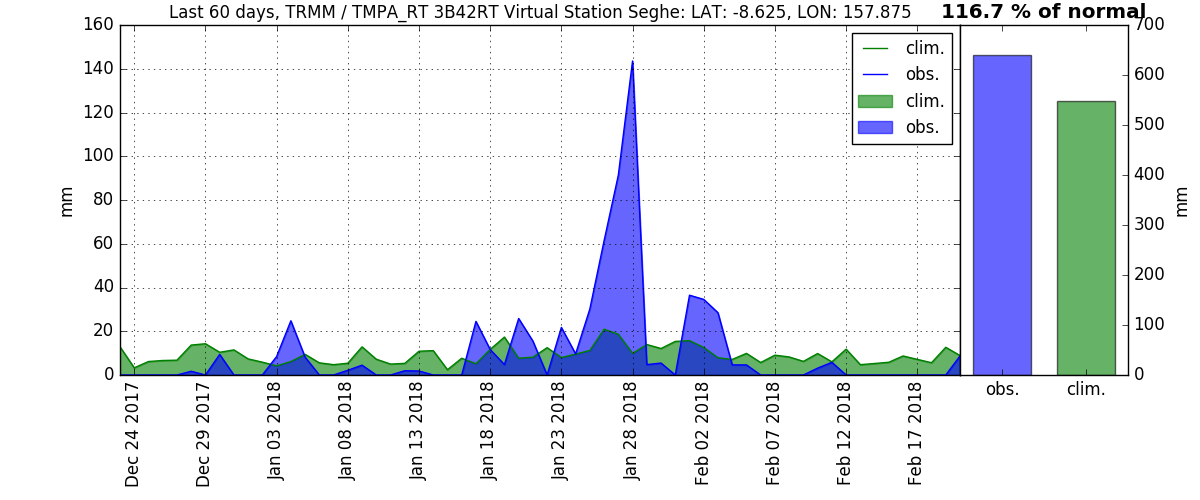 Last 60 days, TRMM / TMPA_RT 3B42RT Virtual Station Seghe: LAT: -8.625, LON: 157.875
116.7 % of normal
160
140
120
100
80
60
40
20
0
mm
clim.
obs.
clim.
obs.
700
600
500
400
300
200
100
0
mm
obs.
clim.
Dec 24 2017
Dec 29 2017
Jan 03 2018
Jan 08 2018
Jan 13 2018
Jan 18 2018
Jan 23 2018
Jan 28 2018
Feb 02 2018
Feb 07 2018
Feb 12 2018
Feb 17 2018